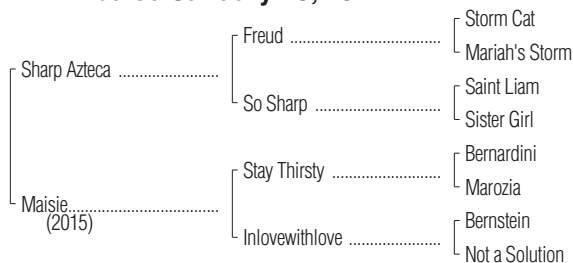 Storm Cat
Freud
Mariah's Storm
Sharp Azteca
Saint Liam
So Sharp
Sister Girl
Bernardini
Stay Thirsty
Marozia
Maisie
(2015)
Bernstein
Inlovewithlove
Not a Solution